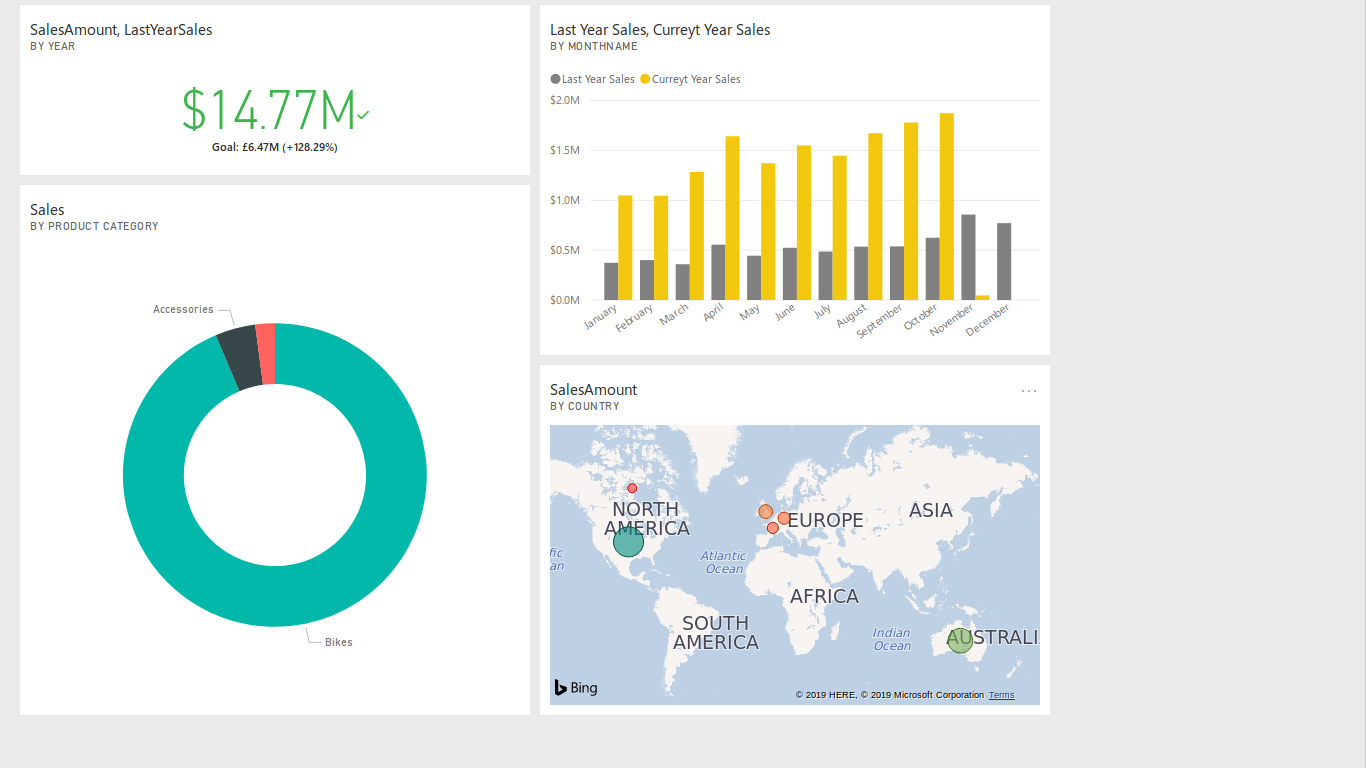 SalesAmount, LastYearSales
BY YEAR
$14.77M
Goal: £6.47M (+128.29%)
Sales
BY PRODUCT CATEGORY
Accessories
Bikes
Last Year Sales, Curreyt Year Sales
BY MONTHNAME
Last Year Sales Curreyt Year Sales
$2.0M
$1.5M
$1.0M
$0.5M
$0.0M
January February March April May June July August September October November December
SalesAmount
BY COUNTRY
...
NORTH
AMERICA
EUROPE
ASIA
fic
an
Atlantic
Ocean
AFRICA
SOUTH
AMERICA
Indian
Ocean
AUSTRALI
Bing
© 2019 HERE, © 2019 Microsoft Corporation Terms